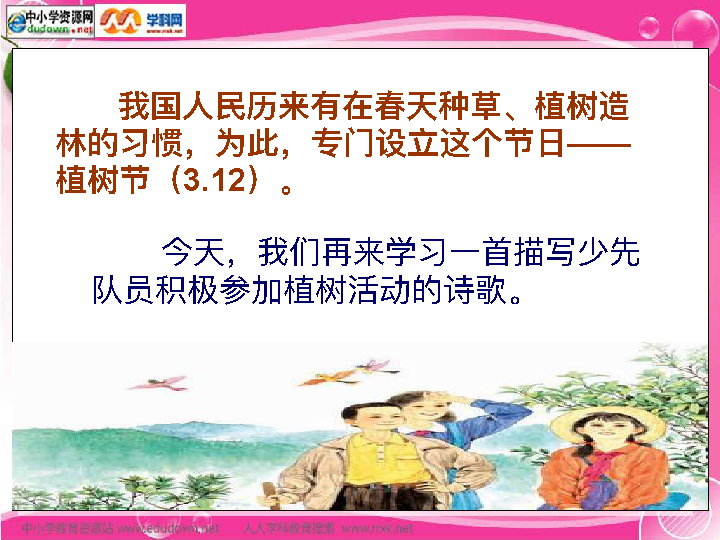 中小学资源网
dudown.net
学科网
www.nxk.net
我国人民历来有在春天种草、植树造
林的习惯，为此，专门设立这个节日——
植树节（3.12）。
今天，我们再来学习一首描写少先
队员积极参加植树活动的诗歌。
中小学教育资源站 www.edudown.net 人人学科教育搜索 www.nxk.net